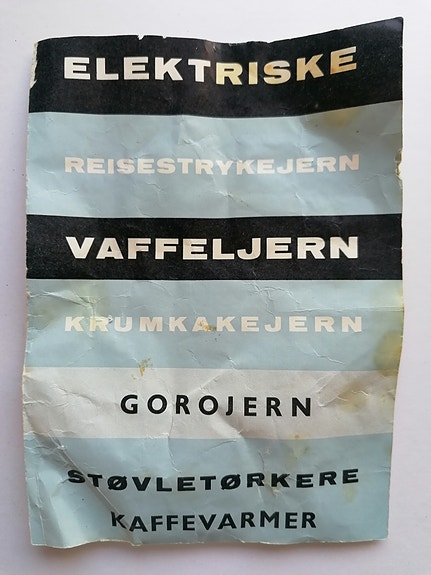 ELEKTRISKE
REISESTRYKEJERN
VAFFELJERN
KRUMKAKEJERN
GOROJERN
STØVLETØRKERE
KAFFEVARMER